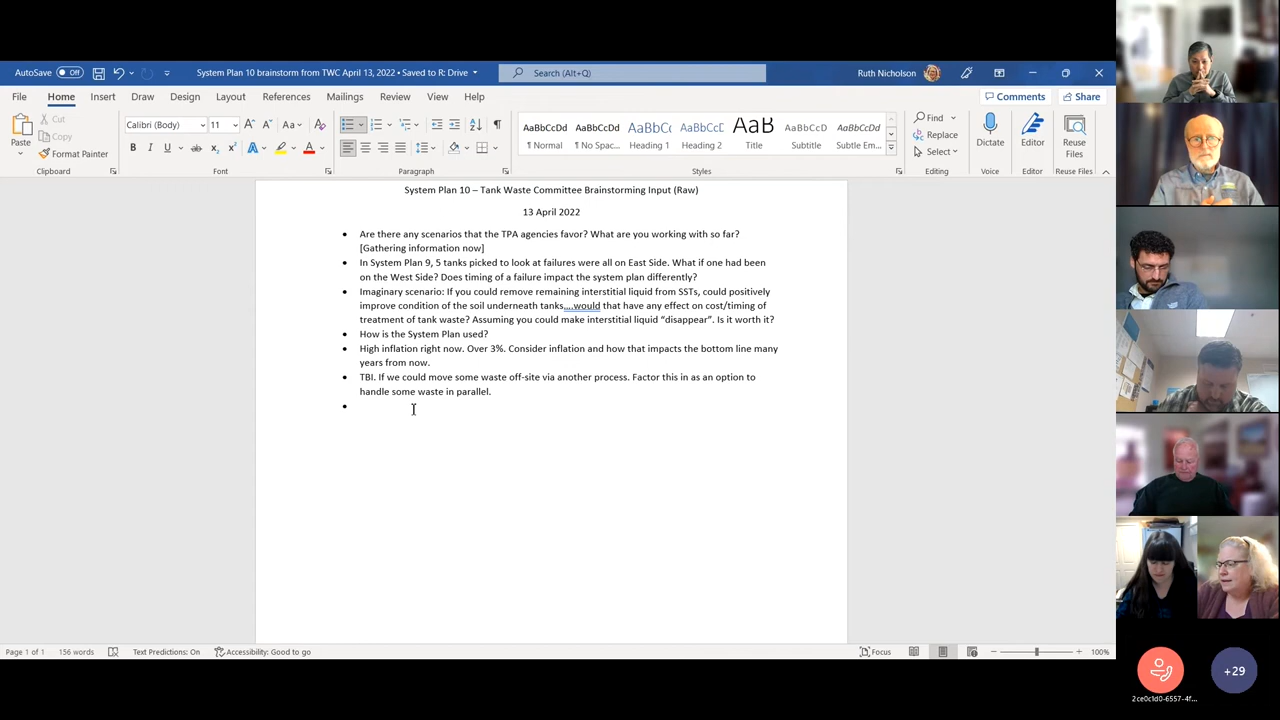 AutoSave Off
System Plan 10 brainstorm from TWC April 13, 2022 • Saved to R: Drive
Search (Alt+Q)
Ruth Nicholson
File Home Insert Draw Design Layout References Mailings Review View Help
Comments Share
Paste
Cut
Copy
Format Painter
Calibri (Body) 11
AaBbCcDd AaBbCcDd AaBbCc AaBbCcD AaB AaBbCcD AaBbCcDd
¶ Normal ¶ No Spac... Heading 1 Heading 2 Title Subtitle Subtle Em...
Find
Replace
Select
Dictate
Editor
Reuse
Files
Clipboard Font Paragraph Styles Editing Voice Editor Reuse Files
System Plan 10 – Tank Waste Committee Brainstorming Input (Raw)
13 April 2022
• Are there any scenarios that the TPA agencies favor? What are you working with so far?
[Gathering information now]
• In System Plan 9, 5 tanks picked to look at failures were all on East Side. What if one had been
on the West Side? Does timing of a failure impact the system plan differently?
• Imaginary scenario: If you could remove remaining interstitial liquid from SSTs, could positively
improve condition of the soil underneath tanks….would that have any effect on cost/timing of
treatment of tank waste? Assuming you could make interstitial liquid “disappear”. Is it worth it?
• How is the System Plan used?
• High inflation right now. Over 3%. Consider inflation and how that impacts the bottom line many
years from now.
• TBI. If we could move some waste off-site via another process. Factor this in as an option to
handle some waste in parallel.
•
Page 1 of 1 156 words Text Predictions: On Accessibility: Good to go Focus 100%
2ce0c1d0-6557-4f...
+29